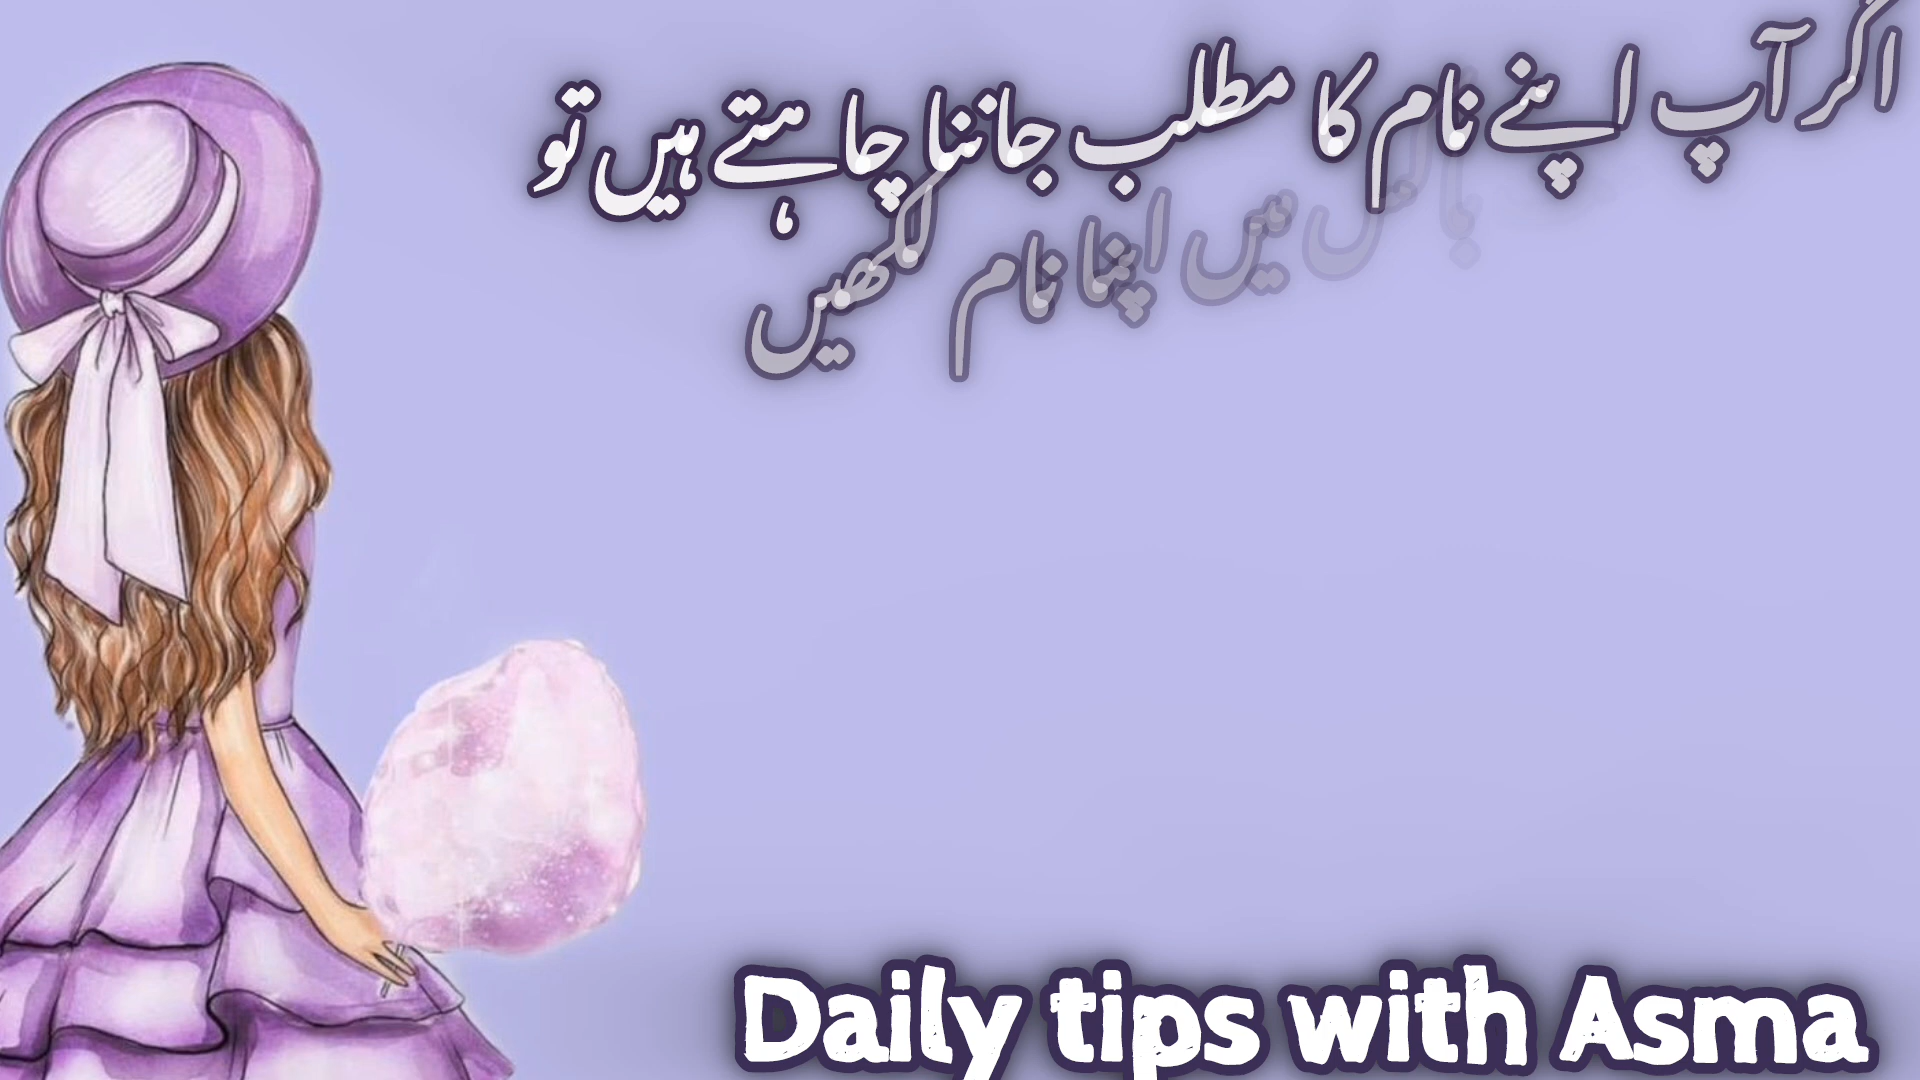 اگر آپ اپنے نام کا مطلب جاننا چاہتے ہیں تو
میں اپنا نام لکھیں
Daily tips with Asma